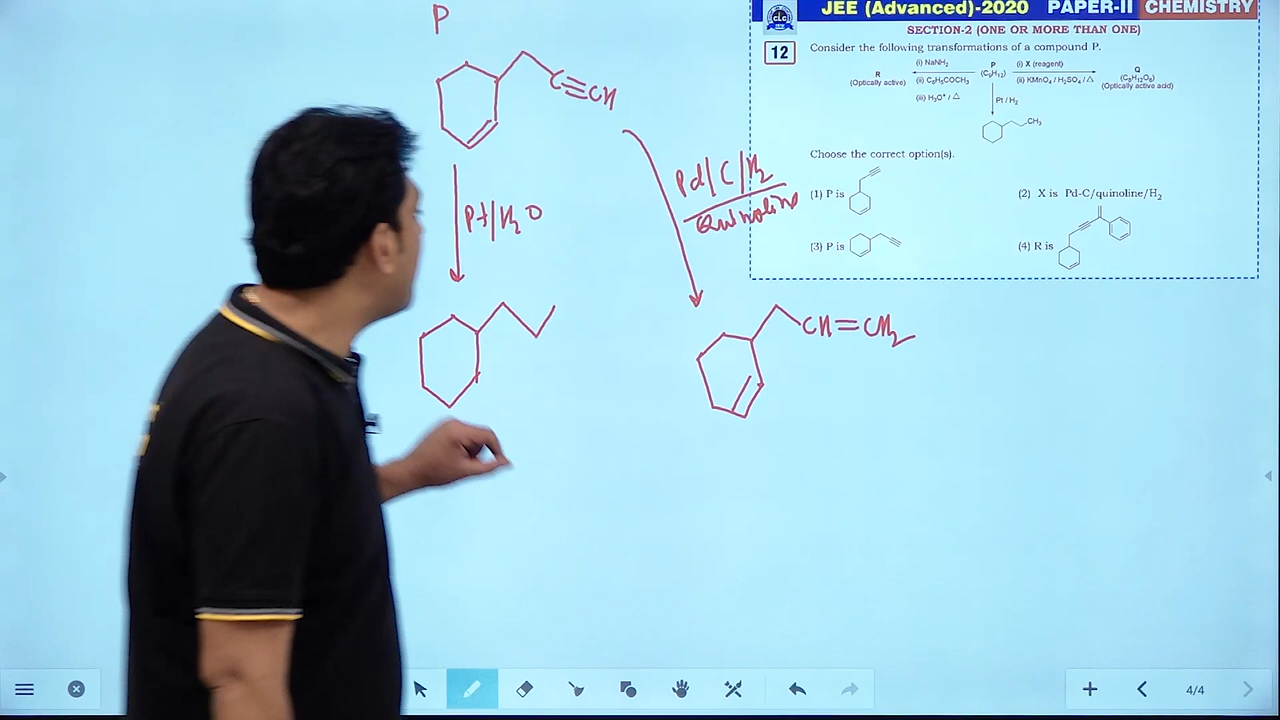 P
C≡CH
Pt/H2O
Pd/C/H2
Quinoline
CH=CH2
CLC
JEE (Advanced)-2020 PAPER-II CHEMISTRY
SECTION-2 (ONE OR MORE THAN ONE)
12 Consider the following transformations of a compound P.
(i) NaNH₂ P (i) X (reagent) Q
R (C₉H₁₂) (C₈H₁₂O₆)
(Optically active) (ii) C₆H₅COCH₃ (ii) KMnO₄ / H₂SO₄ / Δ (Optically active acid)
(iii) H₃O⁺ / Δ Pt / H₂
CH₃
Choose the correct option(s).
(1) P is (2) X is Pd-C/quinoline/H₂
(3) P is (4) R is
4/4